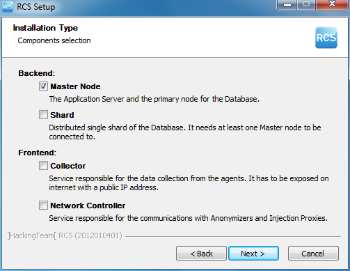 RCS Setup
Installation Type
Components selection
RCS
Backend:
Master Node
The Application Server and the primary node for the Database.
Shard
Distributed single shard of the Database. It needs at least one Master node to be
connected to.
Frontend:
Collector
Service responsible for the data collection from the agents. It has to be exposed on
internet with a public IP address.
Network Controller
Service responsible for the communications with Anonymizers and Injection Proxies.
]HackingTeam[ RCS (2012010401)
< Back
Next >
Cancel